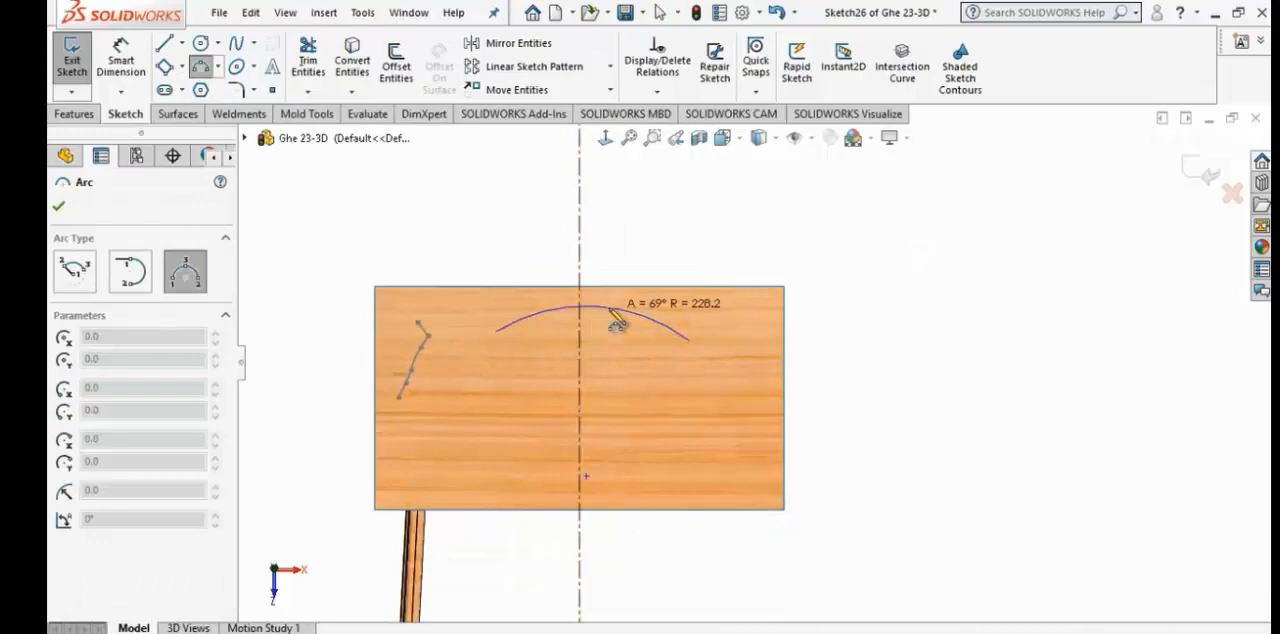 SOLIDWORKS
File Edit View Insert Tools Window Help
Sketch26 of Ghe 23-3D *
Search SOLIDWORKS Help
Exit Sketch
Smart Dimension
Trim Entities
Convert Entities
Offset Entities
Offset On Surface
Mirror Entities
Linear Sketch Pattern
Move Entities
Display/Delete Relations
Repair Sketch
Quick Snaps
Rapid Sketch
Instant2D
Intersection Curve
Shaded Sketch Contours
Features Sketch Surfaces Weldments Mold Tools Evaluate DimXpert SOLIDWORKS Add-Ins SOLIDWORKS MBD SOLIDWORKS CAM SOLIDWORKS Visualize
Ghe 23-3D (Default<<Def...
Arc
Arc Type
Parameters
0.0
0.0
0.0
0.0
0.0
0.0
0.0
0°
A = 69° R = 228.2
X
Z
Model 3D Views Motion Study 1